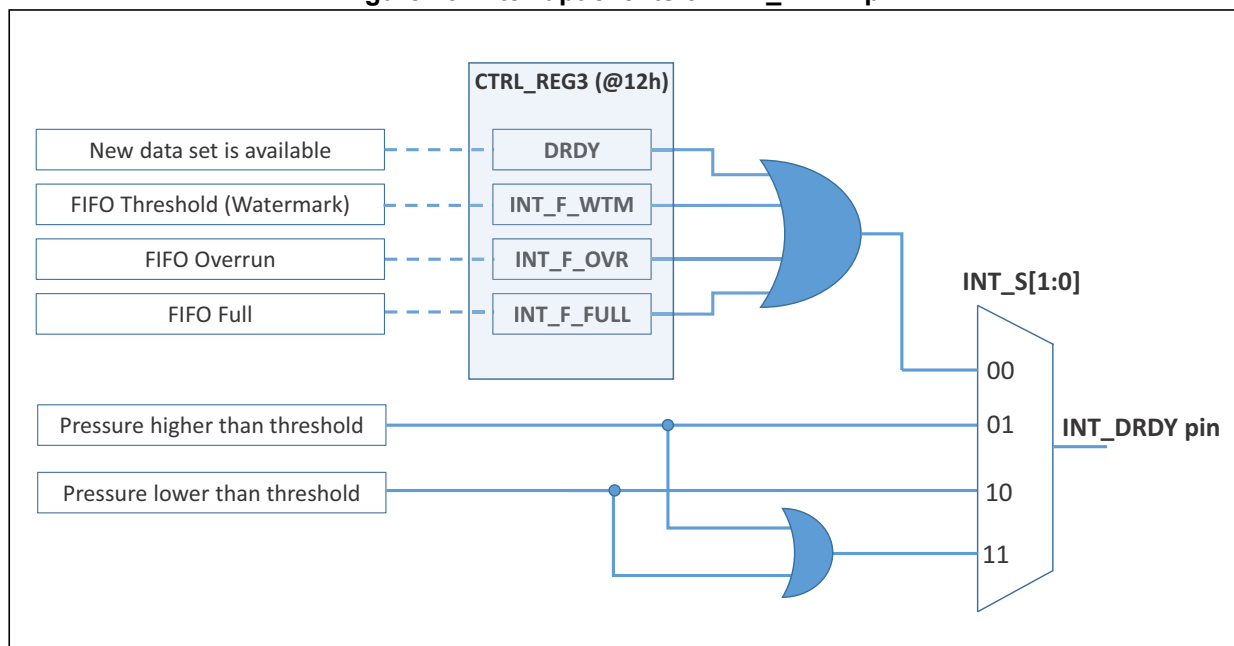 CTRL_REG3 (@12h)
New data set is available
DRDY
FIFO Threshold (Watermark)
INT_F_WTM
FIFO Overrun
INT_F_OVR
INT_S[1:0]
FIFO Full
INT_F_FULL
00
Pressure higher than threshold
01
INT_DRDY pin
Pressure lower than threshold
10
11